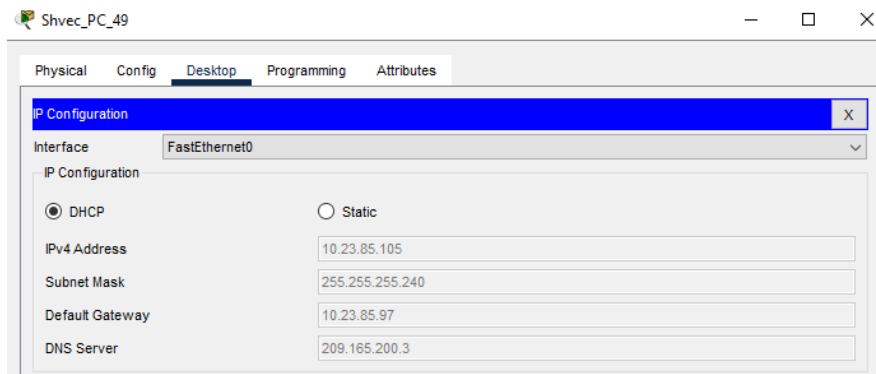 Shvec_PC_49
Physical Config Desktop Programming Attributes
IP Configuration X
Interface FastEthernet0
IP Configuration
DHCP Static
IPv4 Address 10.23.85.105
Subnet Mask 255.255.255.240
Default Gateway 10.23.85.97
DNS Server 209.165.200.3